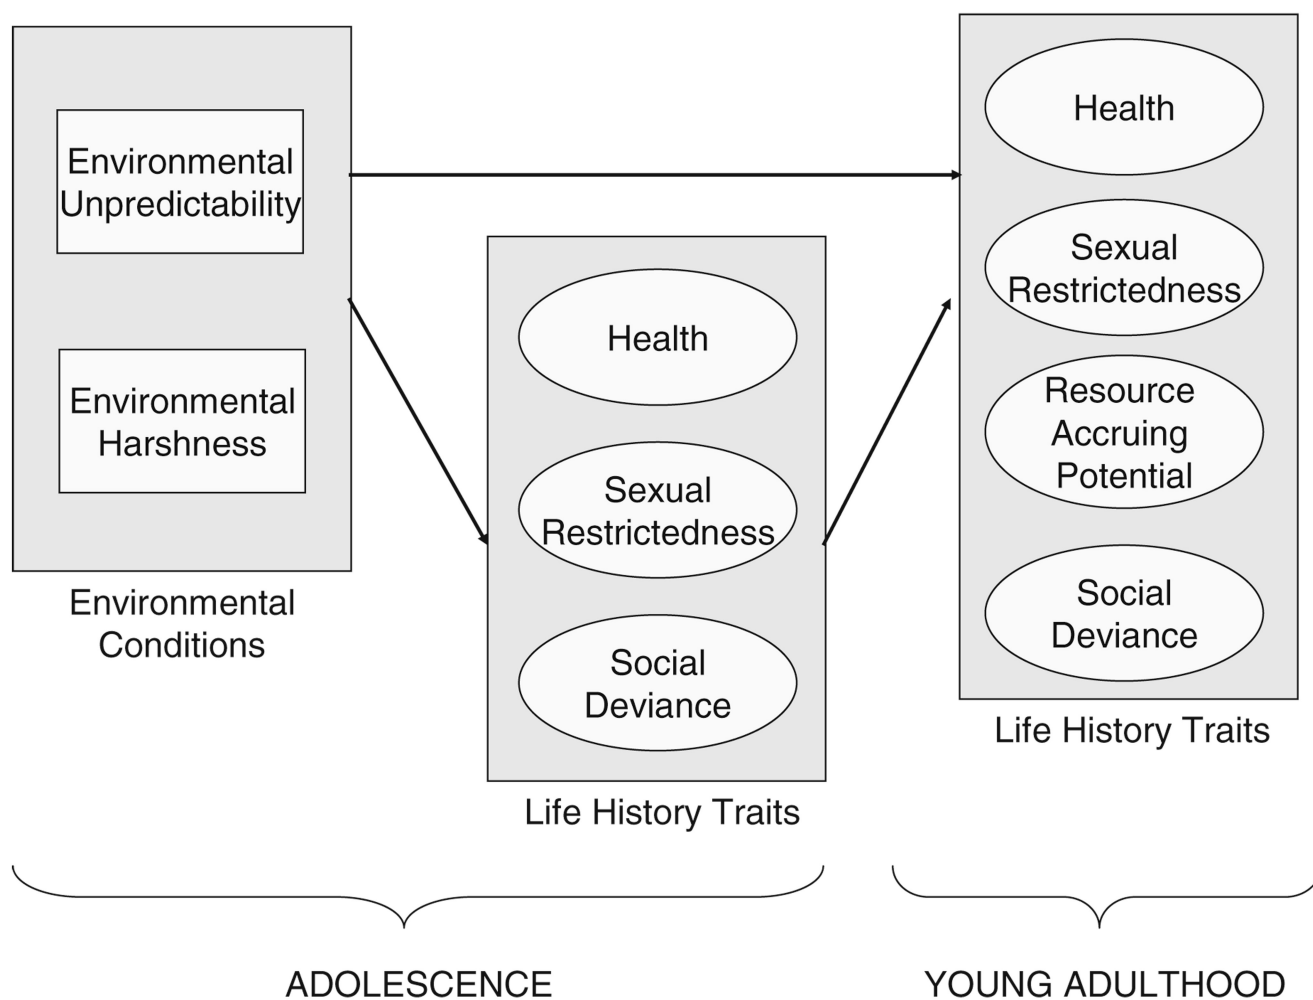 Environmental
Unpredictability
Environmental
Harshness
Environmental
Conditions
Health
Sexual
Restrictedness
Social
Deviance
Life History Traits
Health
Sexual
Restrictedness
Resource
Accruing
Potential
Social
Deviance
Life History Traits
ADOLESCENCE
YOUNG ADULTHOOD